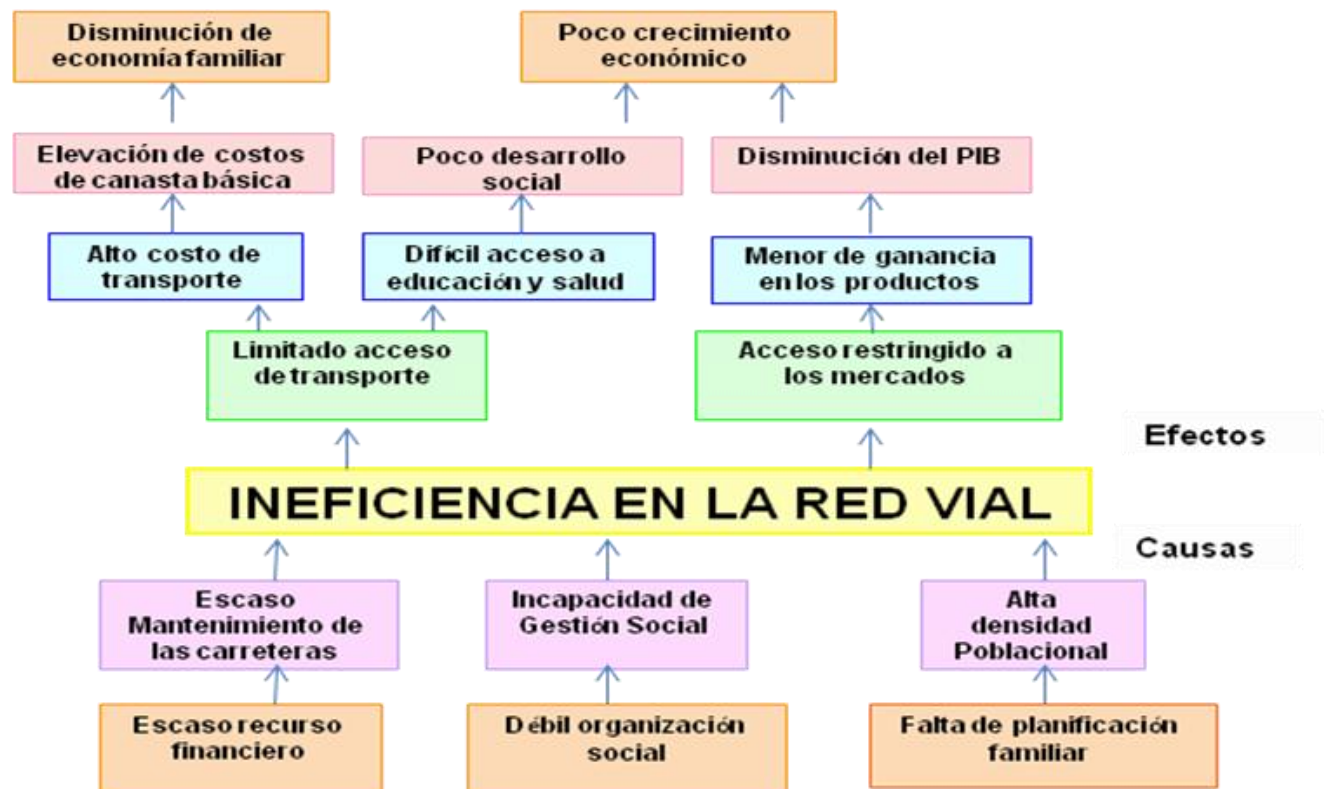 Disminución de
economía familiar
Poco crecimiento
económico
Elevación de costos
de canasta básica
Poco desarrollo
social
Disminución del PIB
Alto costo de
transporte
Difícil acceso a
educación y salud
Menor de ganancia
en los productos
Limitado acceso
de transporte
Acceso restringido a
los mercados
Efectos
INEFICIENCIA EN LA RED VIAL
Causas
Escaso
Mantenimiento de
las carreteras
Incapacidad de
Gestión Social
Alta
densidad
Poblacional
Escaso recurso
financiero
Débil organización
social
Falta de planificación
familiar